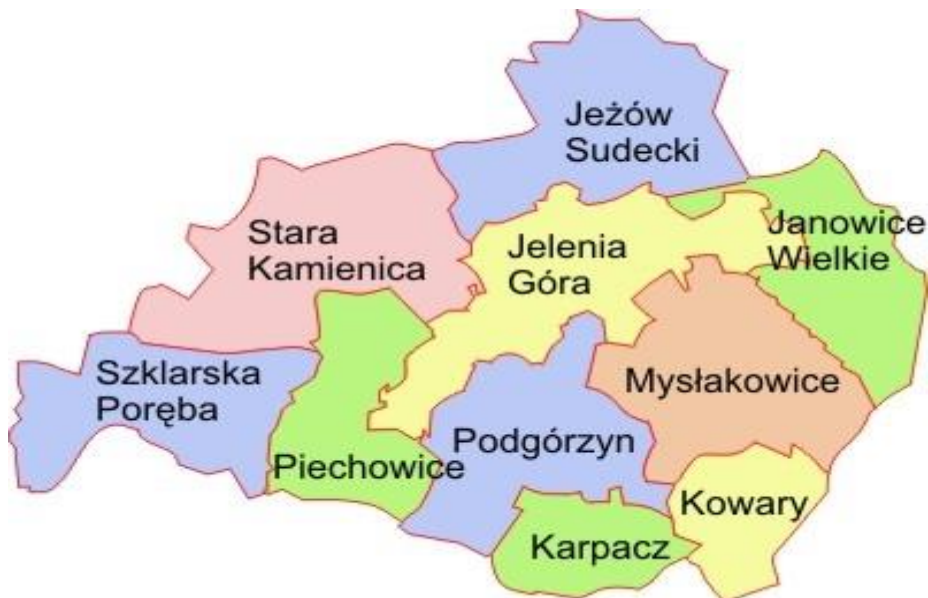 Jeżów
Sudecki
Stara
Kamienica
Jelenia
Góra
Janowice
Wielkie
Szklarska
Poręba
Mysłakowice
Piechowice
Podgórzyn
Kowary
Karpacz